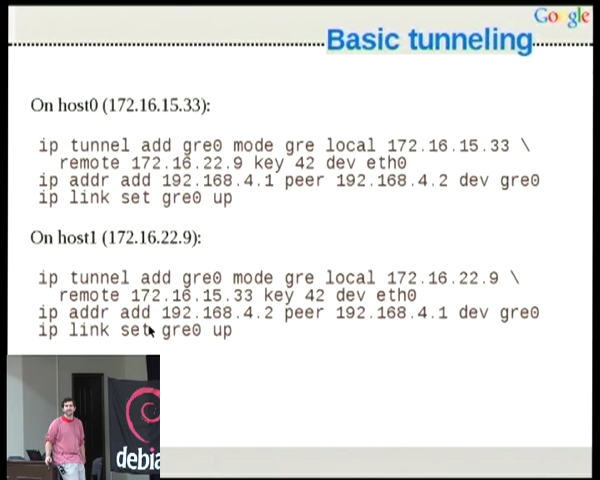 Google
Basic tunneling
On host0 (172.16.15.33):
ip tunnel add gre0 mode gre local 172.16.15.33 \
remote 172.16.22.9 key 42 dev eth0
ip addr add 192.168.4.1 peer 192.168.4.2 dev gre0
ip link set gre0 up
On host1 (172.16.22.9):
ip tunnel add gre0 mode gre local 172.16.22.9 \
remote 172.16.15.33 key 42 dev eth0
ip addr add 192.168.4.2 peer 192.168.4.1 dev gre0
ip link set gre0 up
debia